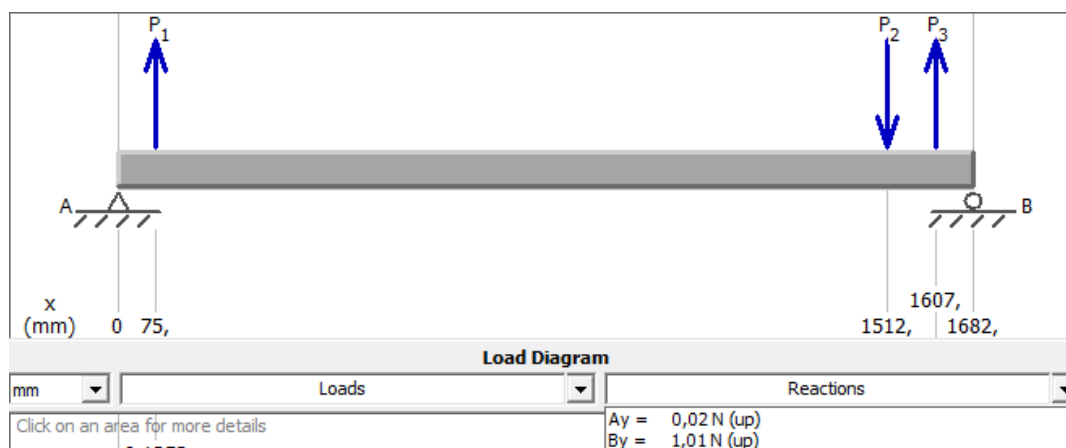 P1 P2 P3
A B
x
(mm) 0 75, 1512, 1607, 1682,
Load Diagram
mm Loads Reactions
Click on an area for more details
Ay = 0,02 N (up)
By = 1,01 N (up)